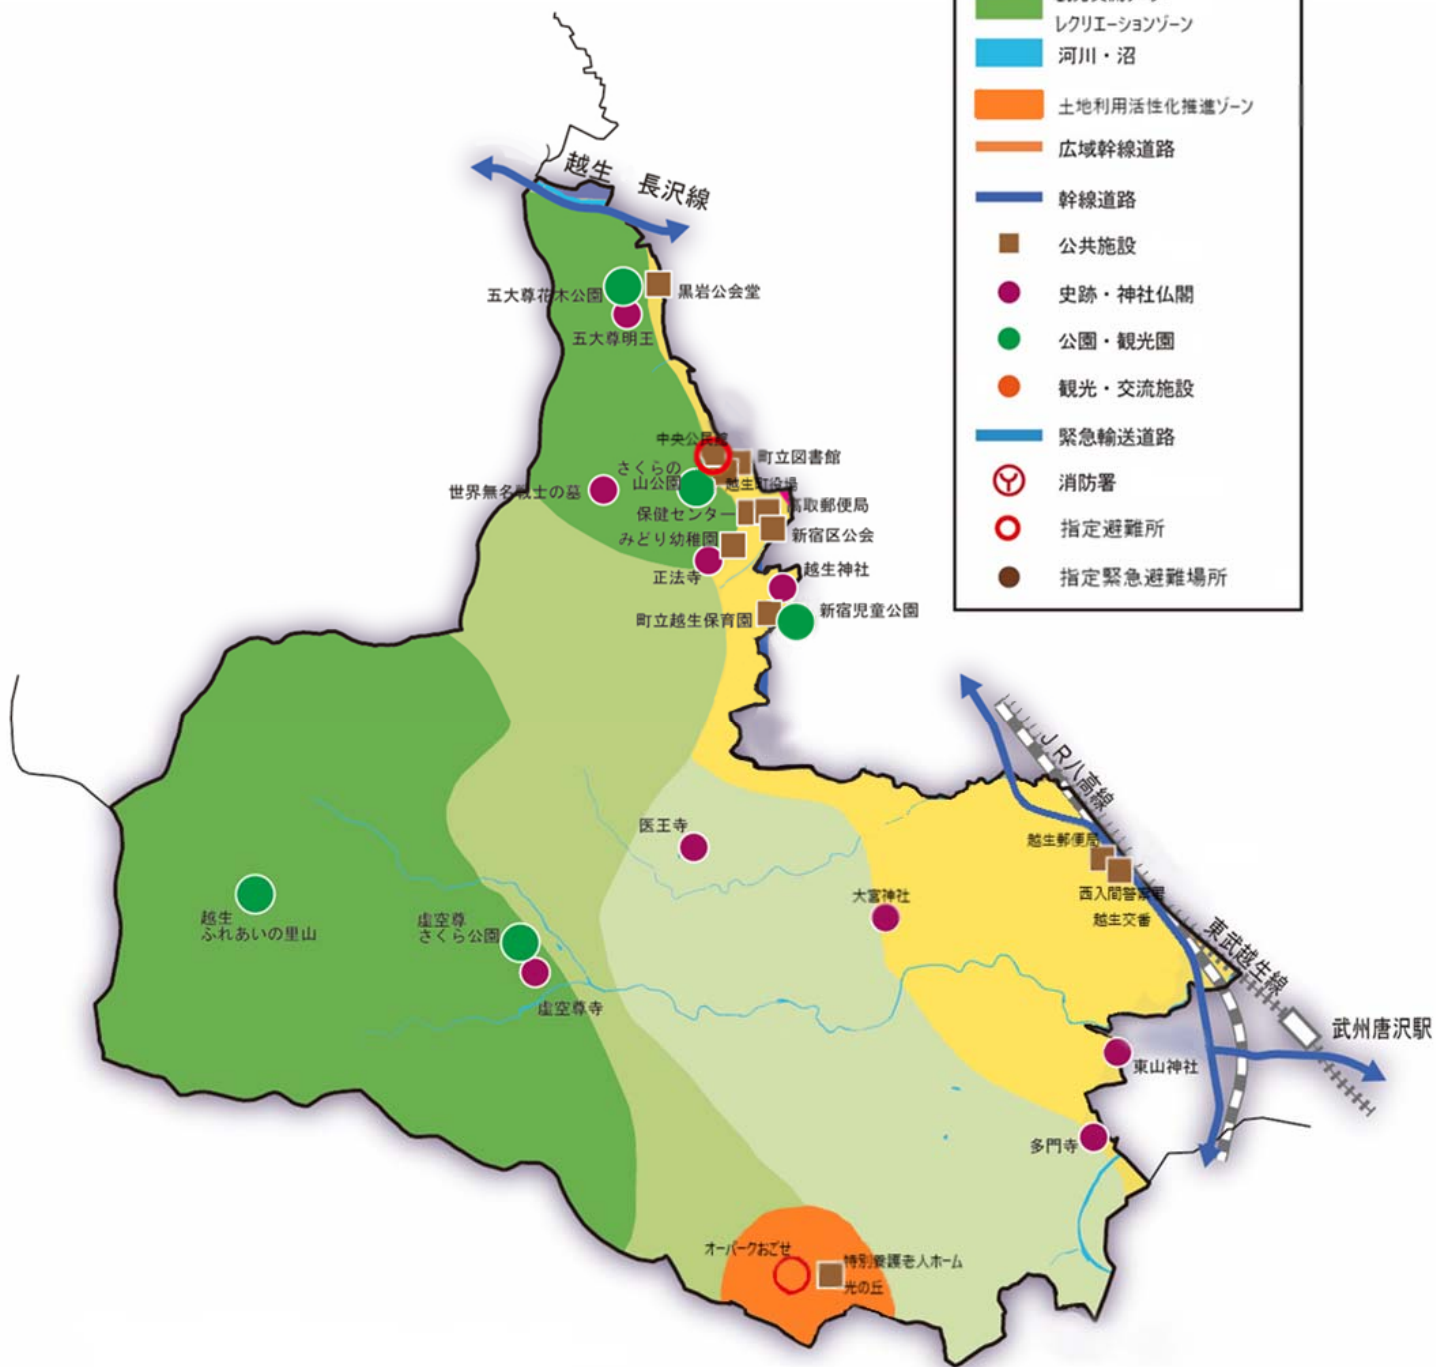 レクリエーションゾーン
河川・沼
土地利用活性化推進ゾーン
広域幹線道路
幹線道路
公共施設
史跡・神社仏閣
公園・観光園
観光・交流施設
緊急輸送道路
消防署
指定避難所
指定緊急避難場所
越生 長沢線
五大尊花木公園
黒岩公会堂
五大尊明王
中央公民館
町立図書館
さくらの
山公園
越生町役場
世界無名戦士の墓
保健センター
高取郵便局
新宿区公会
みどり幼稚園
正法寺
越生神社
町立越生保育園
新宿児童公園
JR八高線
医王寺
越生郵便局
大宮神社
西入間警察署
越生交番
越生
ふれあいの里山
虚空尊
さくら公園
東武越生線
虚空尊寺
武州唐沢駅
東山神社
多門寺
オーパークおごせ
特別養護老人ホーム
光の丘